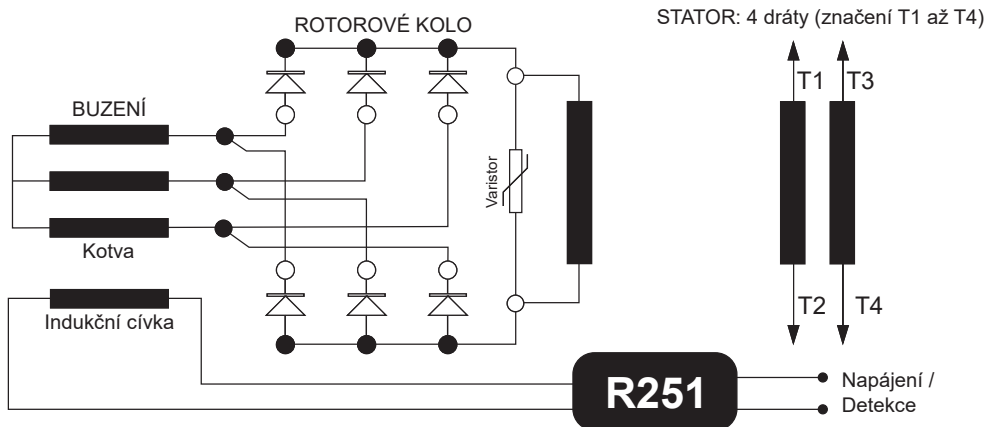 STATOR: 4 dráty (značení T1 až T4)
ROTOROVÉ KOLO
T1
T3
BUZENÍ
Varistor
Kotva
T2
T4
Indukční cívka
R251
Napájení /
Detekce